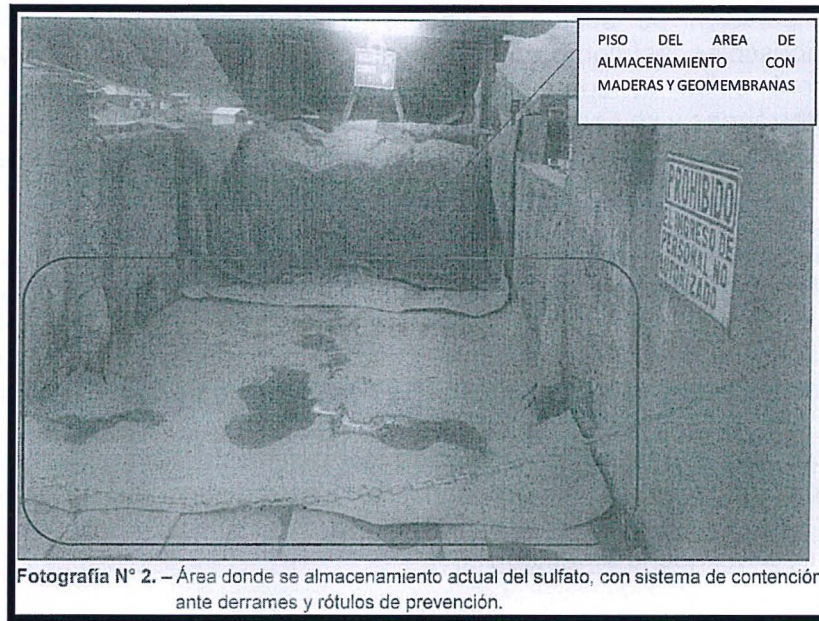 PISO DEL AREA DE
ALMACENAMIENTO CON
MADERAS Y GEOMEMBRANAS
PROHIBIDO
EL INGRESO DE
PERSONAL NO
AUTORIZADO
Fotografía N° 2. – Área donde se almacenamiento actual del sulfato, con sistema de contención
ante derrames y rótulos de prevención.